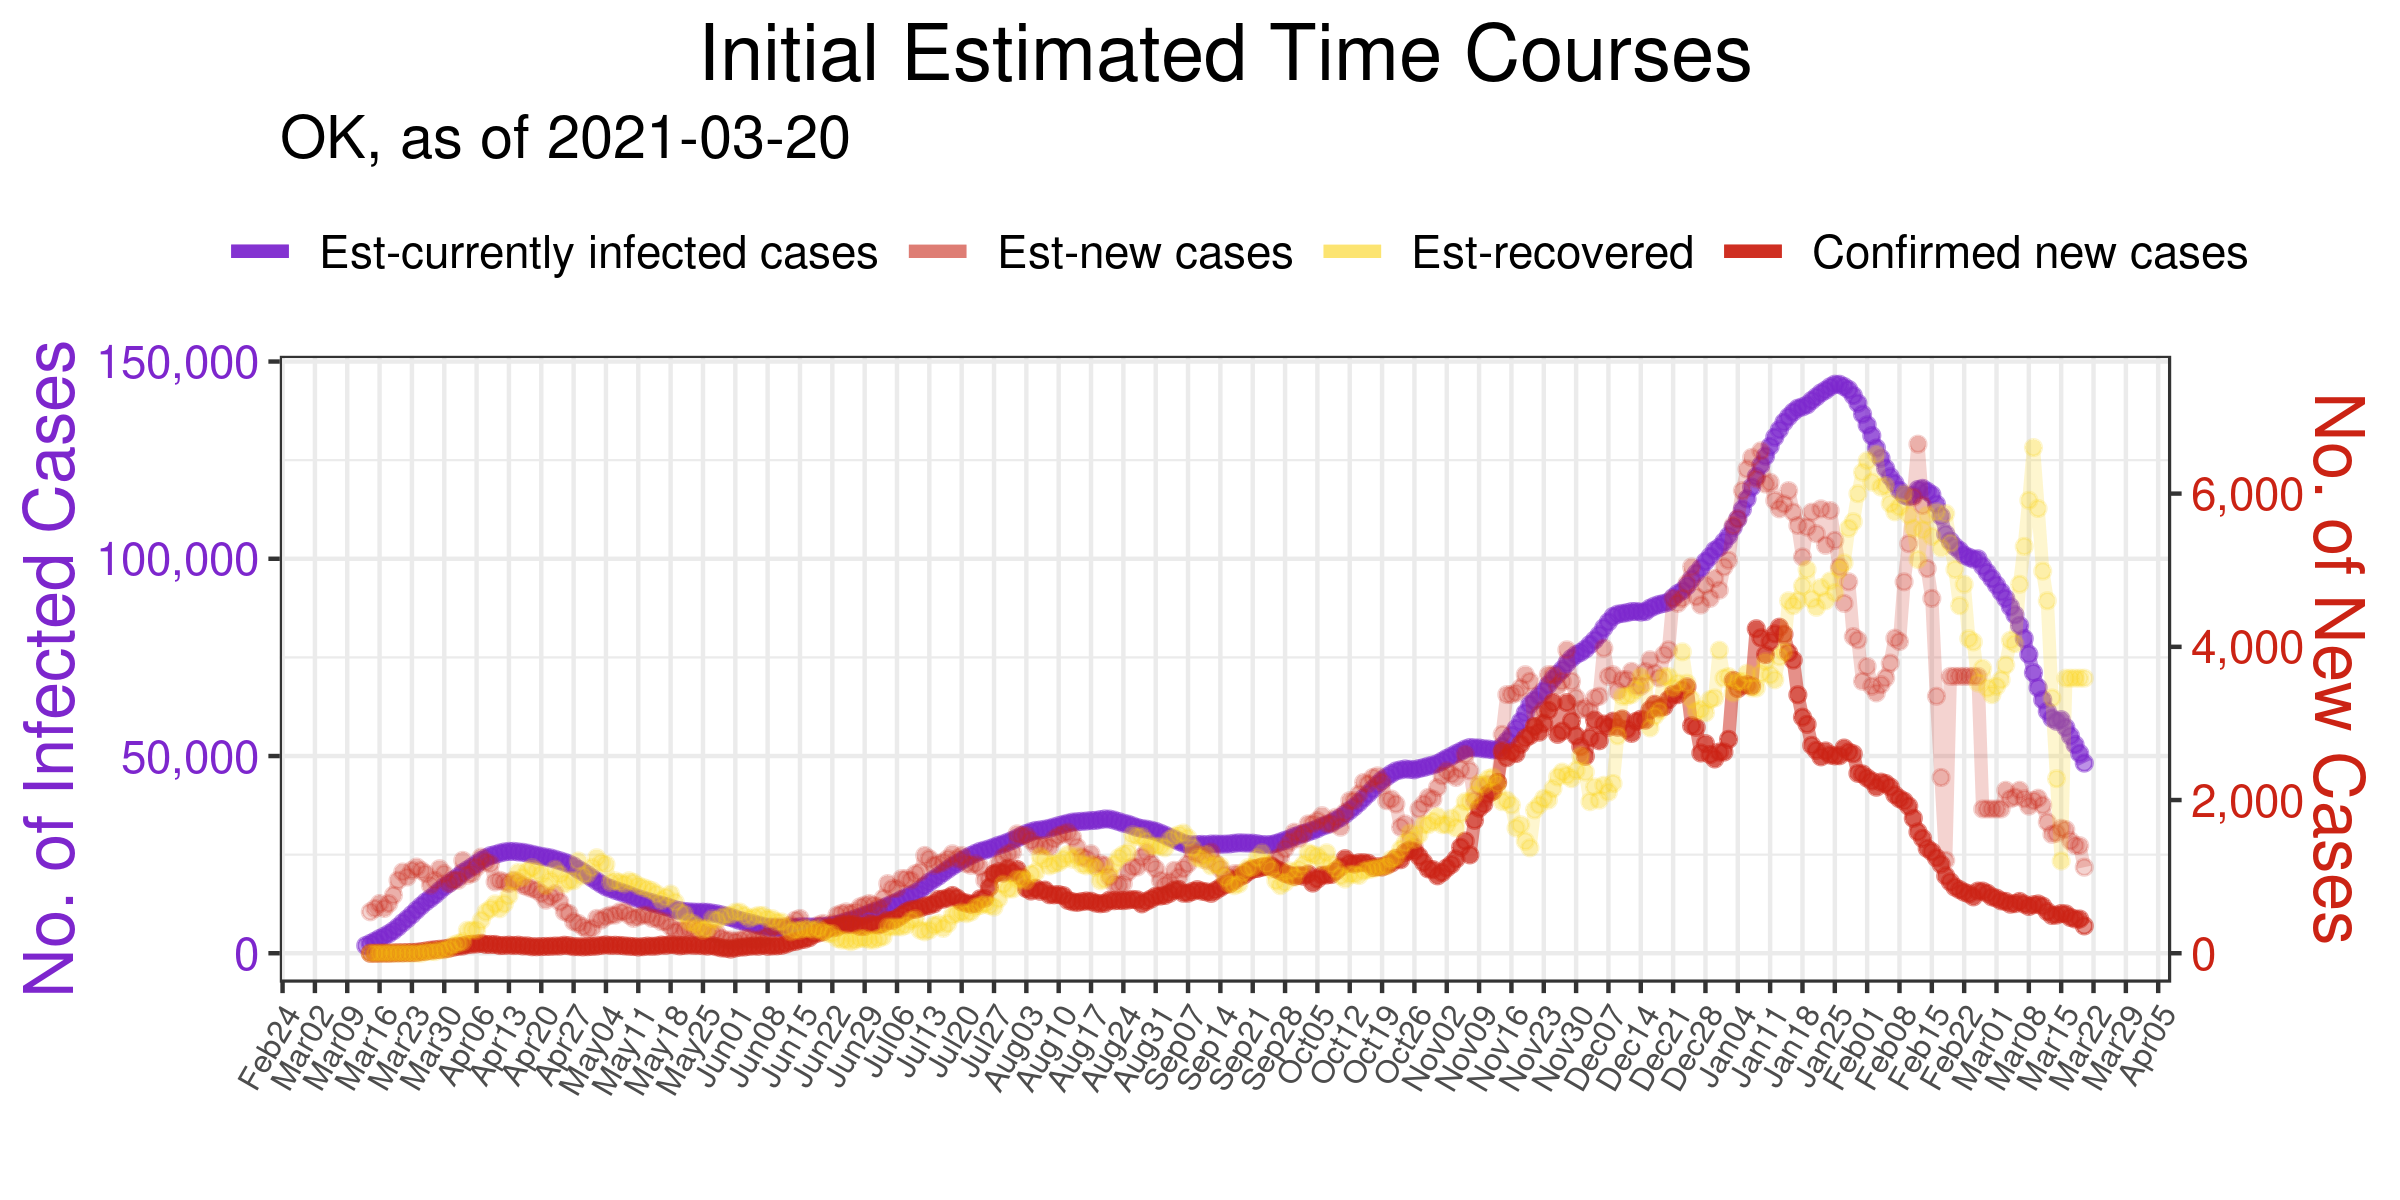 Initial Estimated Time Courses
OK, as of 2021-03-20
Est-currently infected cases Est-new cases Est-recovered Confirmed new cases
No. of Infected Cases
150,000
100,000
50,000
0
No. of New Cases
6,000
4,000
2,000
0
Feb24 Mar02 Mar09 Mar16 Mar23 Mar30 Apr06 Apr13 Apr20 Apr27 May04 May11 May18 May25 Jun01 Jun08 Jun15 Jun22 Jun29 Jul06 Jul13 Jul20 Jul27 Aug03 Aug10 Aug17 Aug24 Aug31 Sep07 Sep14 Sep21 Sep28 Oct05 Oct12 Oct19 Oct26 Nov02 Nov09 Nov16 Nov23 Nov30 Dec07 Dec14 Dec21 Dec28 Jan04 Jan11 Jan18 Jan25 Feb01 Feb08 Feb15 Feb22 Mar01 Mar08 Mar15 Mar22 Mar29 Apr05